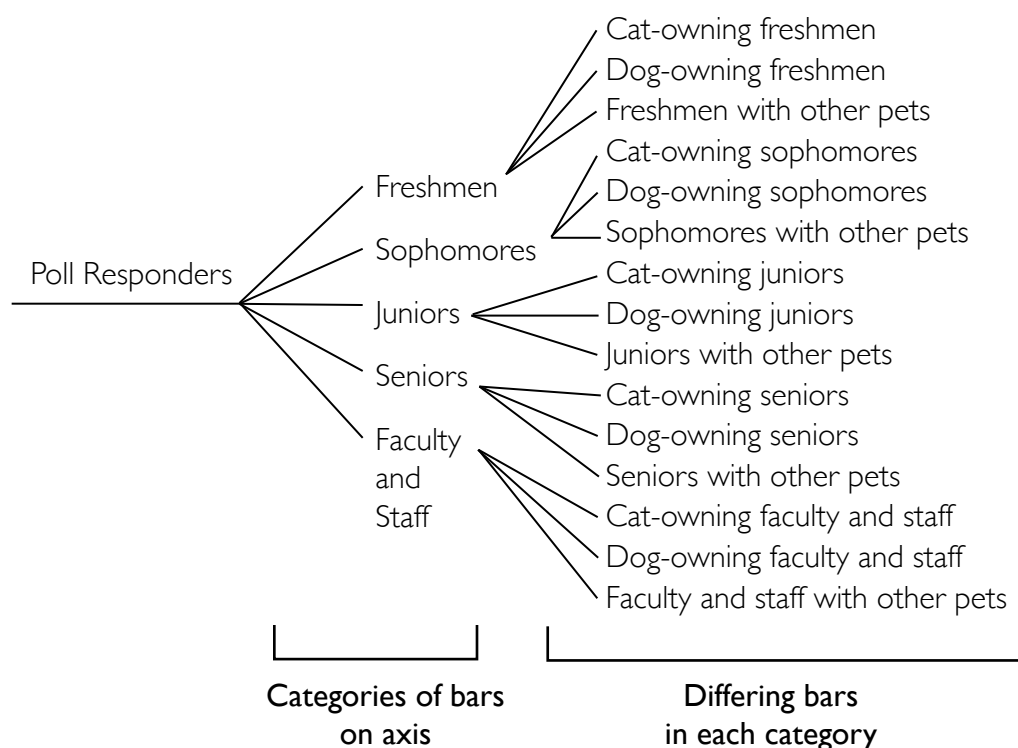 Poll Responders
Freshmen
Sophomores
Juniors
Seniors
Faculty
and
Staff
Cat-owning freshmen
Dog-owning freshmen
Freshmen with other pets
Cat-owning sophomores
Dog-owning sophomores
Sophomores with other pets
Cat-owning juniors
Dog-owning juniors
Juniors with other pets
Cat-owning seniors
Dog-owning seniors
Seniors with other pets
Cat-owning faculty and staff
Dog-owning faculty and staff
Faculty and staff with other pets
Categories of bars
on axis
Differing bars
in each category